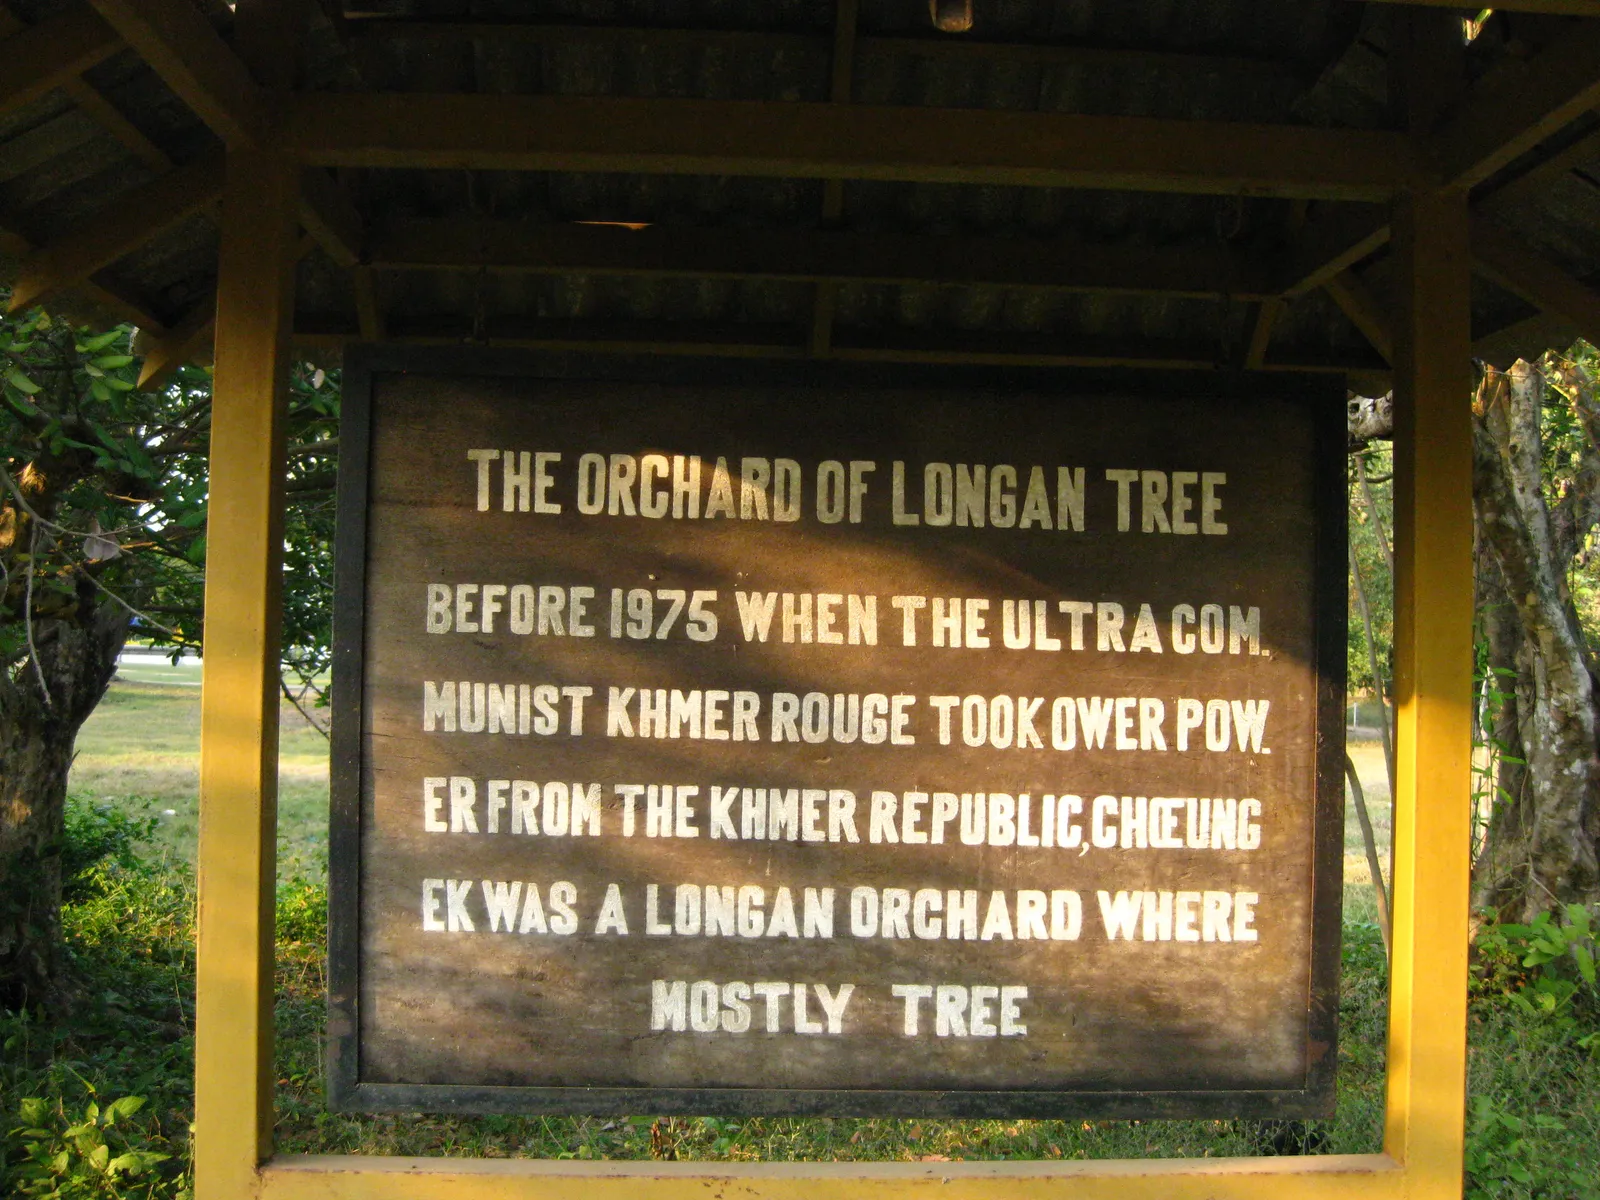 THE ORCHARD OF LONGAN TREE
BEFORE 1975 WHEN THE ULTRA COM.
MUNIST KHMER ROUGE TOOK OWER POW.
ER FROM THE KHMER REPUBLIC,CHŒUNG
EK WAS A LONGAN ORCHARD WHERE
MOSTLY TREE